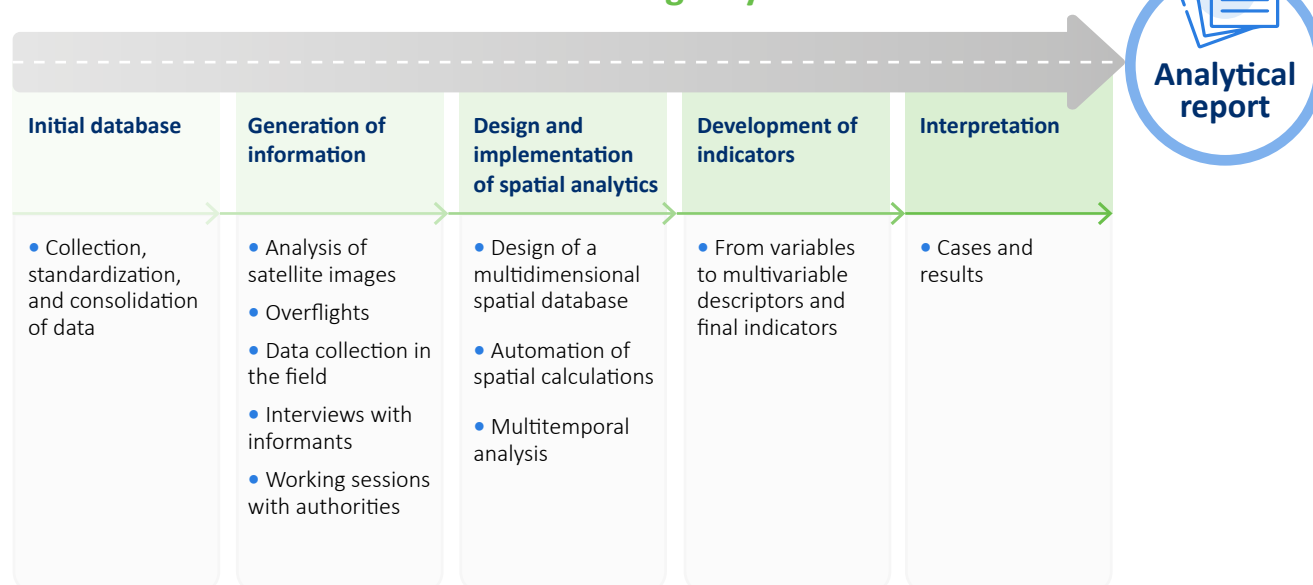 Analytical
report
Initial database
Generation of
information
Design and
implementation
of spatial analytics
Development of
indicators
Interpretation
• Collection,
standardization,
and consolidation
of data
• Analysis of
satellite images
• Overflights
• Data collection in
the field
• Interviews with
informants
• Working sessions
with authorities
• Design of a
multidimensional
spatial database
• Automation of
spatial calculations
• Multitemporal
analysis
• From variables
to multivariable
descriptors and
final indicators
• Cases and
results